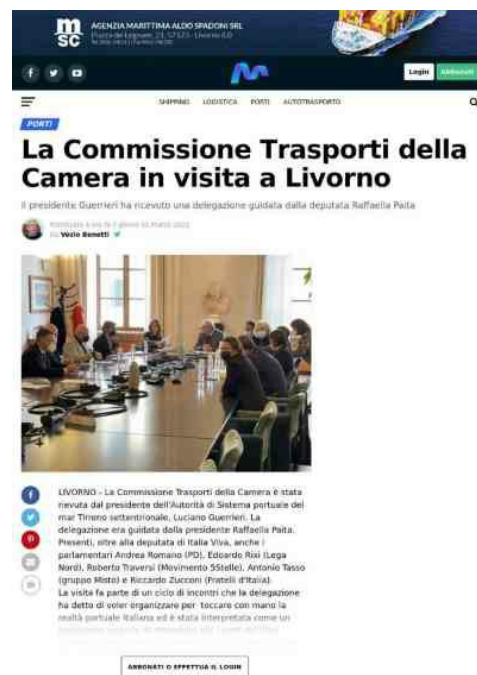 msc
AGENZIA MARITTIMA ALDO SPADONI SRL
Login
Abbonati
SHIPPING LOGISTICA PORTI AUTOTRASPORTO
PORTI
La Commissione Trasporti della
Camera in visita a Livorno
Il presidente Guerrieri ha ricevuto una delegazione guidata dalla deputata Raffaella Paita
Vezio Benetti
LIVORNO – La Commissione Trasporti della Camera è stata
ricevuta dal presidente dell'Autorità di Sistema portuale del
mar Tirreno settentrionale, Luciano Guerrieri. La
delegazione era guidata dalla presidente Raffaella Paita.
Presenti, oltre alla deputata di Italia Viva, anche i
parlamentari Andrea Romano (PD), Edoardo Rixi (Lega
Nord), Roberto Traversi (Movimento 5Stelle), Antonio Tasso
(gruppo Misto) e Riccardo Zucconi (Fratelli d'Italia).
La visita fa parte di un ciclo di incontri che la delegazione
ha detto di voler organizzare per toccare con mano la
realtà portuale italiana ed è stata interpretata come un
ABBONATI O EFFETTUA IL LOGIN